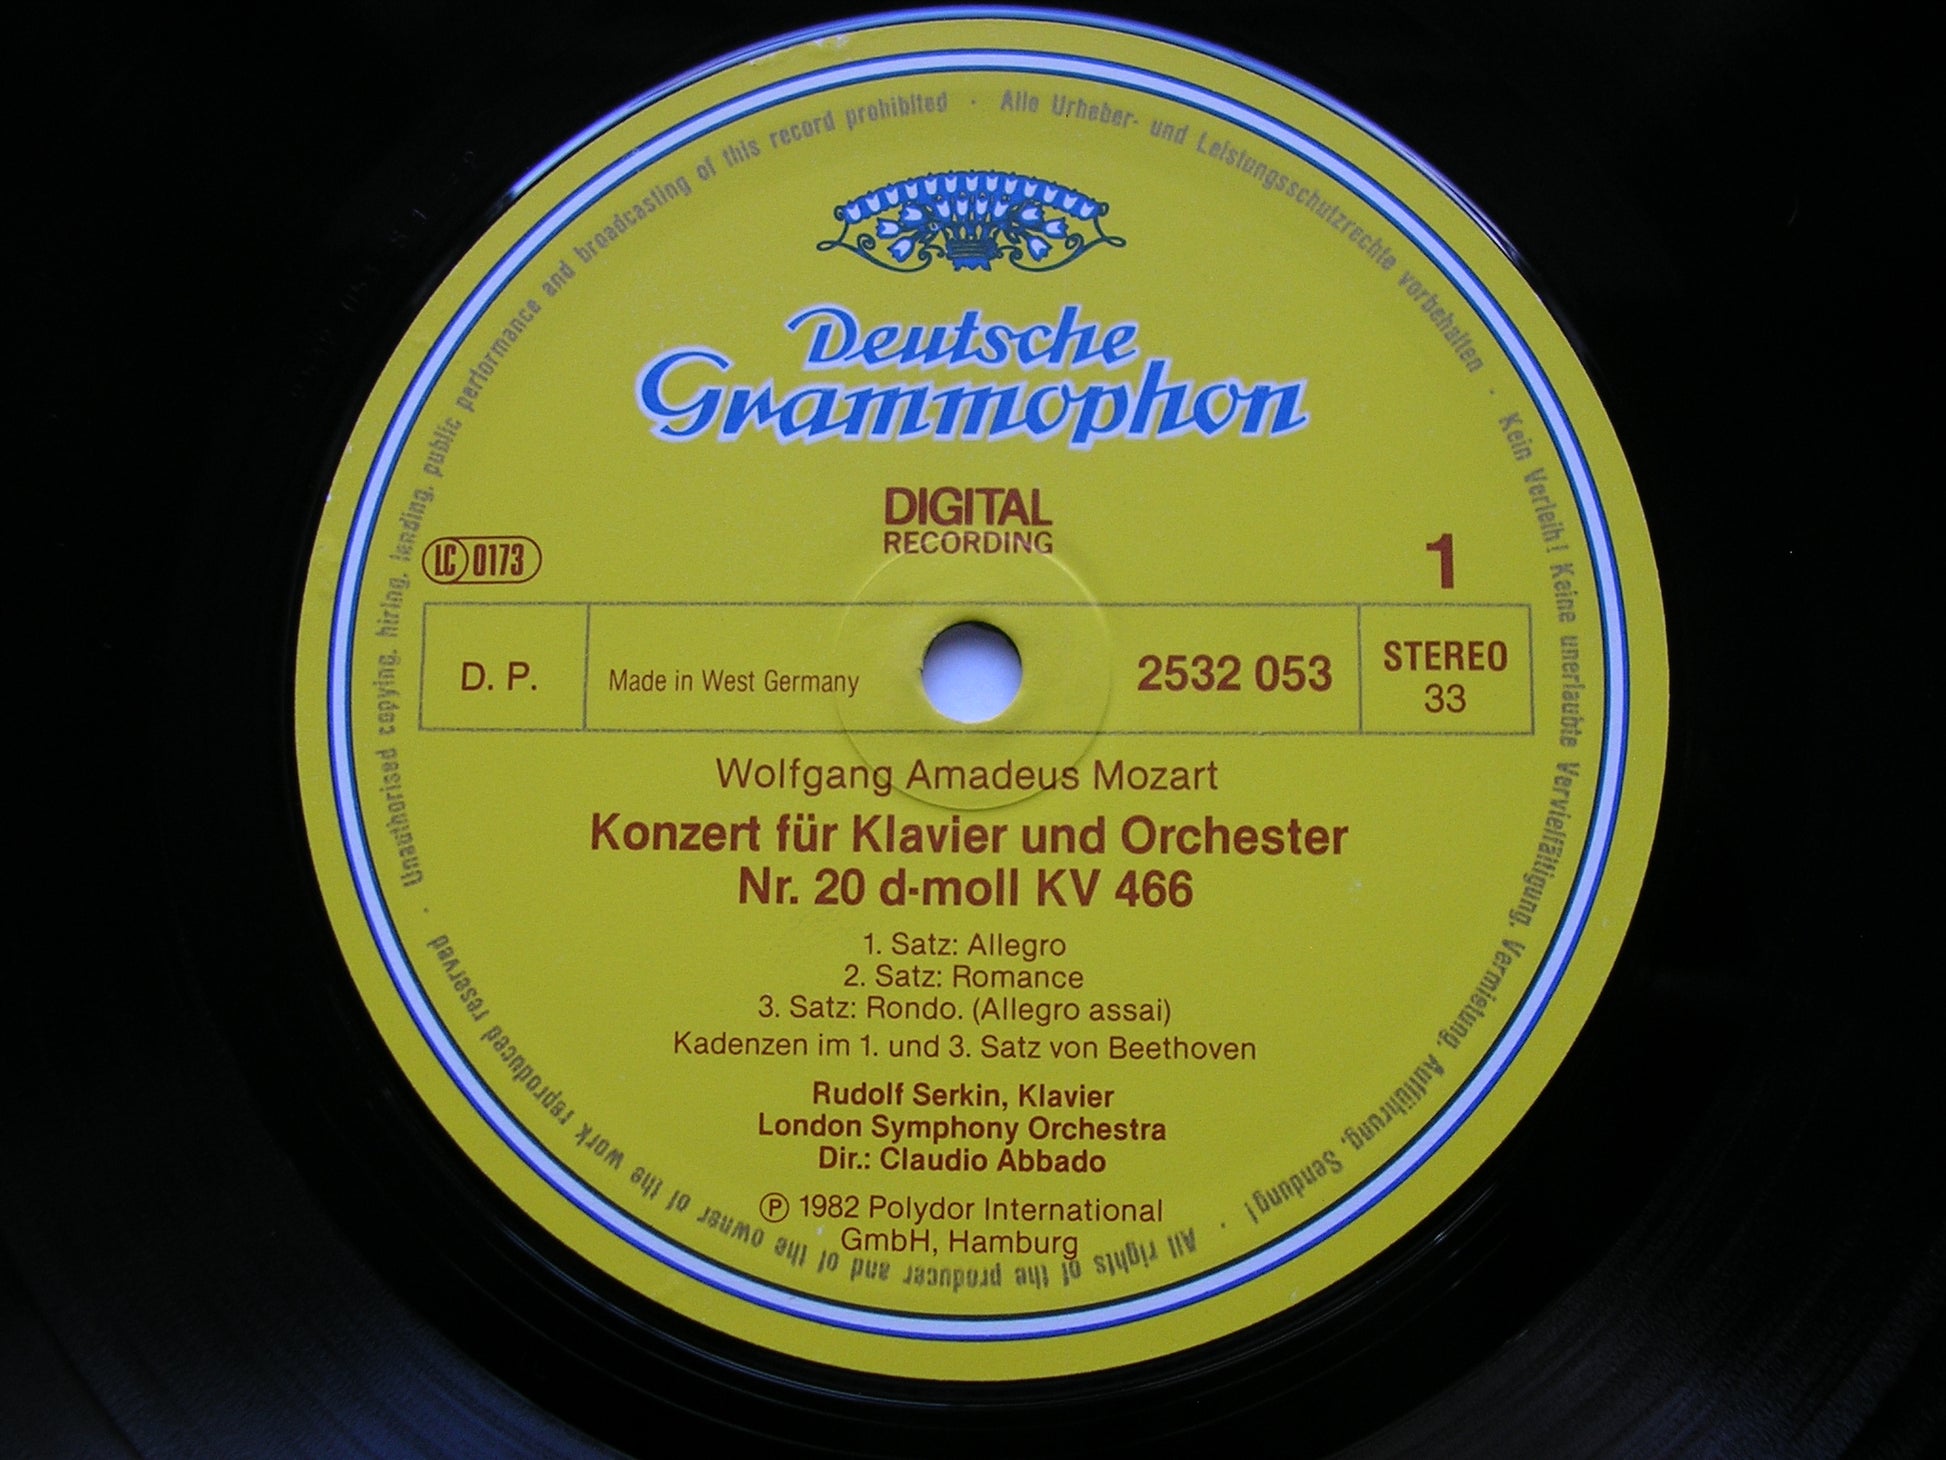 Unauthorised copying, hiring, lending, public performance and broadcasting of this record prohibited · Alle Urheber- und Leistungsschutzrechte vorbehalten · Kein Verleih! Keine unerlaubte Vervielfältigung, Vermietung, Aufführung, Sendung! · All rights of the producer and of the owner of the work reproduced reserved ·
Deutsche
Grammophon
DIGITAL
RECORDING
LC 0173
1
D. P.
Made in West Germany
2532 053
STEREO
33
Wolfgang Amadeus Mozart
Konzert für Klavier und Orchester
Nr. 20 d-moll KV 466
1. Satz: Allegro
2. Satz: Romance
3. Satz: Rondo. (Allegro assai)
Kadenzen im 1. und 3. Satz von Beethoven
Rudolf Serkin, Klavier
London Symphony Orchestra
Dir.: Claudio Abbado
℗ 1982 Polydor International
GmbH, Hamburg